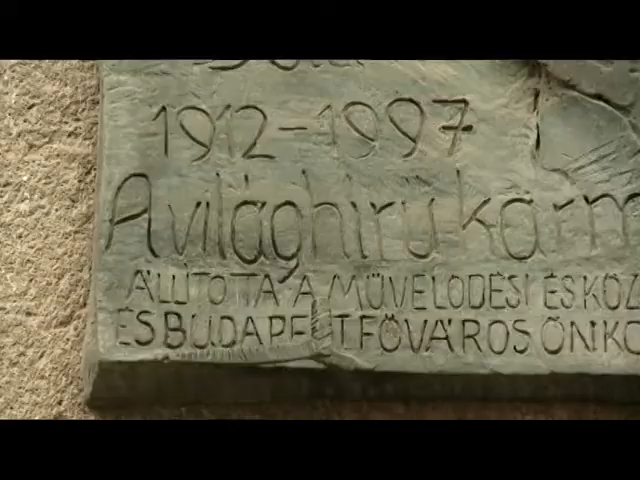 1912-1997
A világhírű karm
ÁLLÍTOTTA A MŰVELŐDÉSI ÉS KÖZ
ÉS BUDAPEST FŐVÁROS ÖNKO